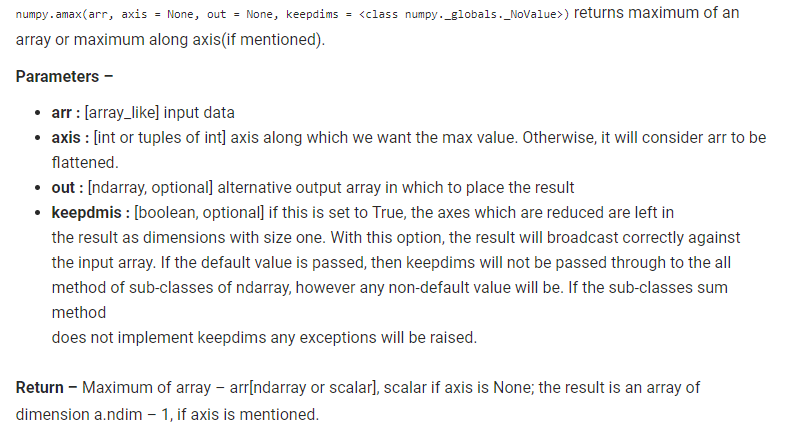 numpy.amax(arr, axis = None, out = None, keepdims = <class numpy._globals._NoValue>) returns maximum of an
array or maximum along axis(if mentioned).
Parameters –
• arr : [array_like] input data
• axis : [int or tuples of int] axis along which we want the max value. Otherwise, it will consider arr to be
flattened.
• out : [ndarray, optional] alternative output array in which to place the result
• keepdmis : [boolean, optional] if this is set to True, the axes which are reduced are left in
the result as dimensions with size one. With this option, the result will broadcast correctly against
the input array. If the default value is passed, then keepdims will not be passed through to the all
method of sub-classes of ndarray, however any non-default value will be. If the sub-classes sum
method
does not implement keepdims any exceptions will be raised.
Return – Maximum of array – arr[ndarray or scalar], scalar if axis is None; the result is an array of
dimension a.ndim – 1, if axis is mentioned.